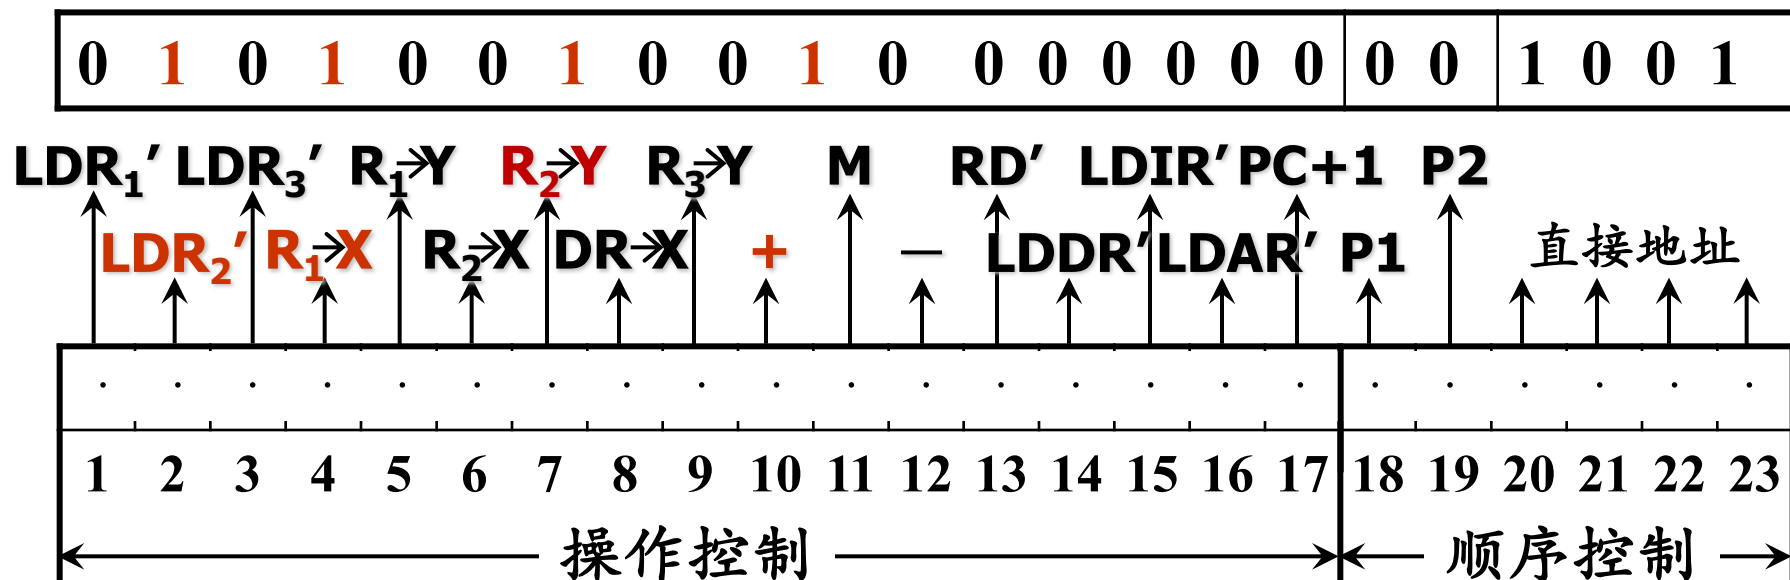 0 1 0 1 0 0 1 0 0 1 0 0 0 0 0 0 0 0 0 1 0 0 1
LDR₁′ LDR₃′ R₁→Y R₂→Y R₃→Y M RD′ LDIR′ PC+1 P2
LDR₂′ R₁→X R₂→X DR→X + — LDDR′ LDAR′ P1 直接地址
. . . . . . . . . . . . . . . . . . . . . . .
1 2 3 4 5 6 7 8 9 10 11 12 13 14 15 16 17 18 19 20 21 22 23
操作控制 顺序控制